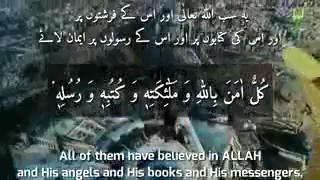 یہ سب اللہ تعالیٰ اور اس کے فرشتوں پر
اور اس کی کتابوں پر اور اس کے رسولوں پر ایمان لائے
كُلٌّ اٰمَنَ بِاللّٰهِ وَ مَلٰٓئِكَتِهٖ وَ كُتُبِهٖ وَ رُسُلِهٖ ۫
All of them have believed in ALLAH
and His angels and His books and His messengers,